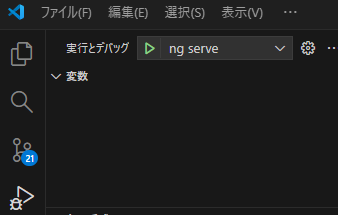 ファイル(F) 編集(E) 選択(S) 表示(V) …
実行とデバッグ ng serve
変数
21